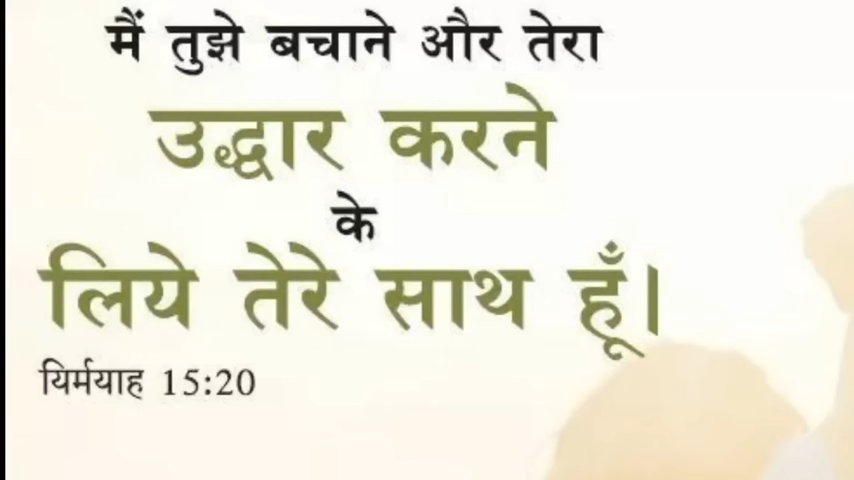 मैं तुझे बचाने और तेरा
उद्धार करने
के
लिये तेरे साथ हूँ।
यिर्मयाह 15:20